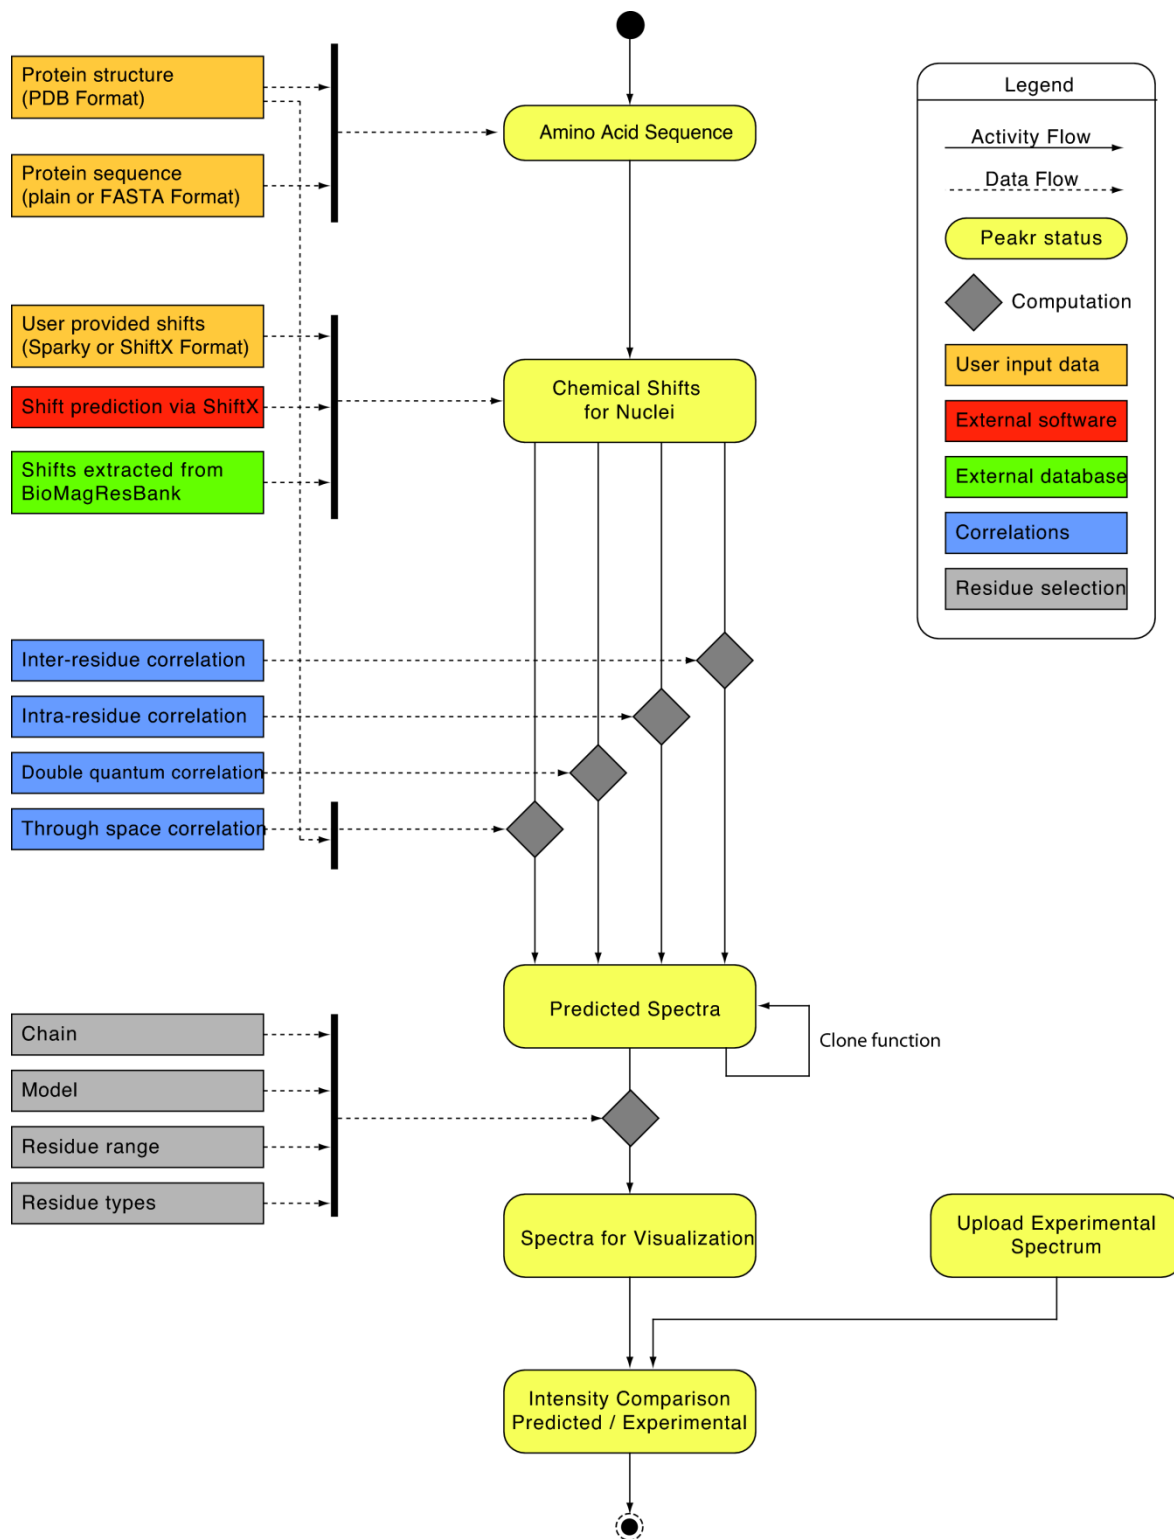 Protein structure
(PDB Format)
Protein sequence
(plain or FASTA Format)
Amino Acid Sequence
Legend
Activity Flow
Data Flow
Peakr status
Computation
User input data
External software
External database
Correlations
Residue selection
User provided shifts
(Sparky or ShiftX Format)
Shift prediction via ShiftX
Shifts extracted from
BioMagResBank
Chemical Shifts
for Nuclei
Inter-residue correlation
Intra-residue correlation
Double quantum correlation
Through space correlation
Predicted Spectra
Clone function
Chain
Model
Residue range
Residue types
Spectra for Visualization
Upload Experimental
Spectrum
Intensity Comparison
Predicted / Experimental